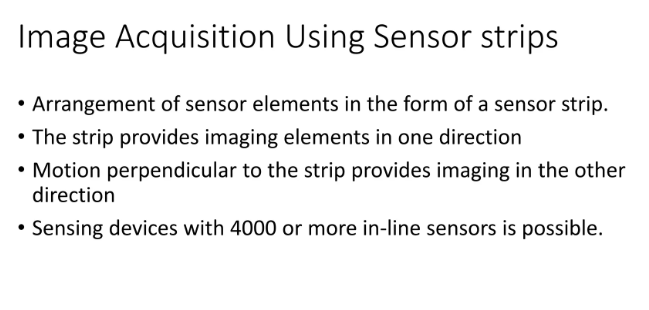 Image Acquisition Using Sensor strips
• Arrangement of sensor elements in the form of a sensor strip.
• The strip provides imaging elements in one direction
• Motion perpendicular to the strip provides imaging in the other
direction
• Sensing devices with 4000 or more in-line sensors is possible.